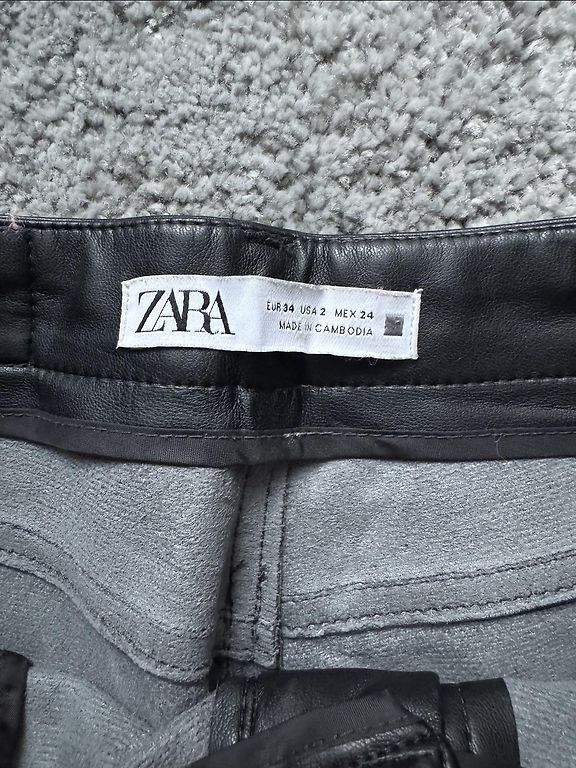 ZARA
EUR 34 USA 2 MEX 24
MADE IN CAMBODIA